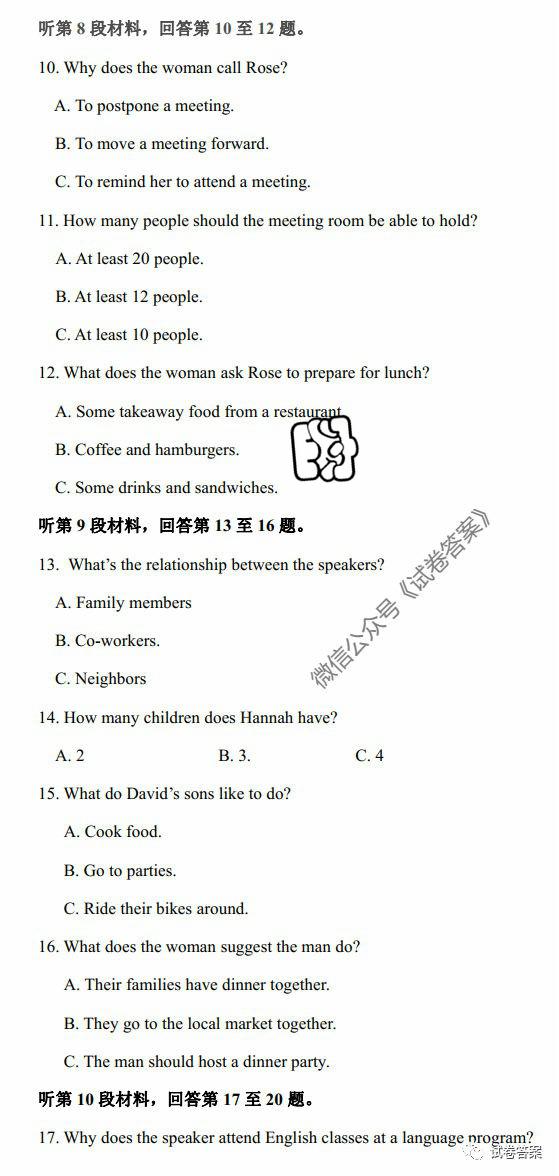 听第 8 段材料，回答第 10 至 12 题。
10. Why does the woman call Rose?
A. To postpone a meeting.
B. To move a meeting forward.
C. To remind her to attend a meeting.
11. How many people should the meeting room be able to hold?
A. At least 20 people.
B. At least 12 people.
C. At least 10 people.
12. What does the woman ask Rose to prepare for lunch?
A. Some takeaway food from a restaurant
B. Coffee and hamburgers.
C. Some drinks and sandwiches.
听第 9 段材料，回答第 13 至 16 题。
13. What's the relationship between the speakers?
A. Family members
B. Co-workers.
C. Neighbors
微信公众号《试卷答案》
14. How many children does Hannah have?
A. 2 B. 3. C. 4
15. What do David's sons like to do?
A. Cook food.
B. Go to parties.
C. Ride their bikes around.
16. What does the woman suggest the man do?
A. Their families have dinner together.
B. They go to the local market together.
C. The man should host a dinner party.
听第 10 段材料，回答第 17 至 20 题。
17. Why does the speaker attend English classes at a language program?
试卷答案